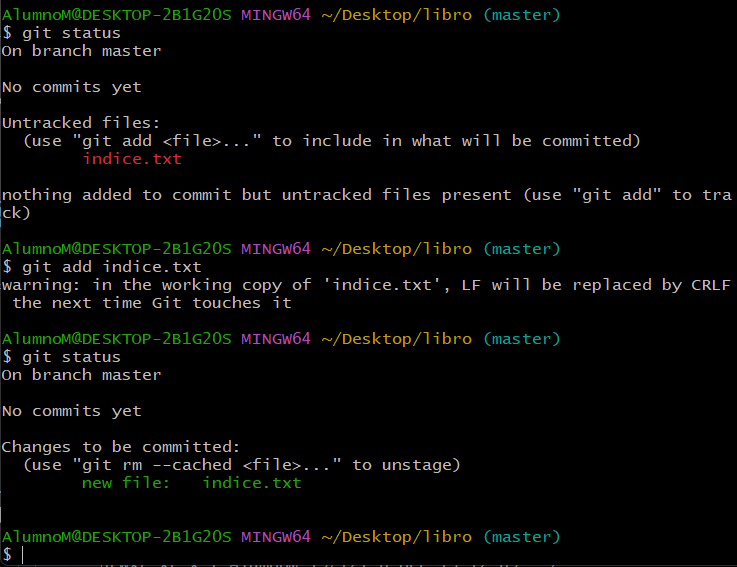 AlumnoM@DESKTOP-2B1G20S MINGW64 ~/Desktop/libro (master)
$ git status
On branch master
No commits yet
Untracked files:
(use "git add <file>..." to include in what will be committed)
indice.txt
nothing added to commit but untracked files present (use "git add" to tra
ck)
AlumnoM@DESKTOP-2B1G20S MINGW64 ~/Desktop/libro (master)
$ git add indice.txt
warning: in the working copy of 'indice.txt', LF will be replaced by CRLF
the next time Git touches it
AlumnoM@DESKTOP-2B1G20S MINGW64 ~/Desktop/libro (master)
$ git status
On branch master
No commits yet
Changes to be committed:
(use "git rm --cached <file>..." to unstage)
new file:   indice.txt
AlumnoM@DESKTOP-2B1G20S MINGW64 ~/Desktop/libro (master)
$